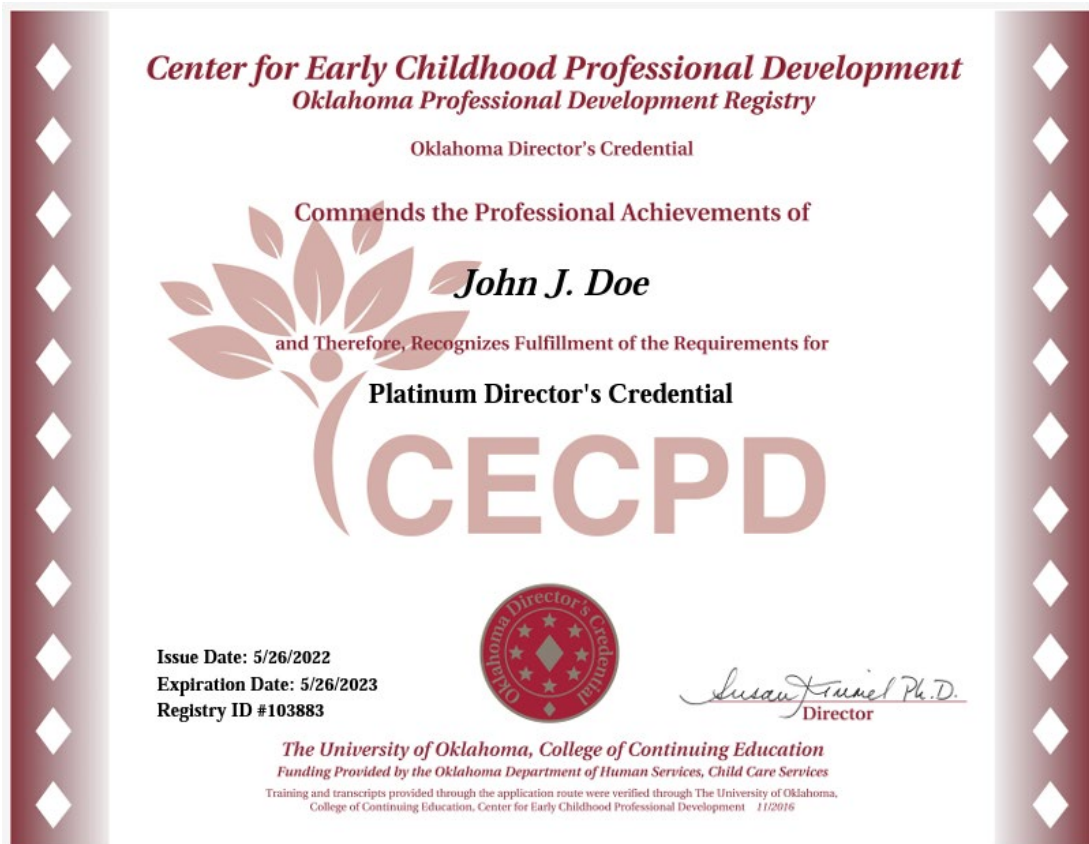 Center for Early Childhood Professional Development
Oklahoma Professional Development Registry
Oklahoma Director's Credential
Commends the Professional Achievements of
John J. Doe
and Therefore, Recognizes Fulfillment of the Requirements for
Platinum Director's Credential
CECPD
Oklahoma Director's Credential
Issue Date: 5/26/2022
Expiration Date: 5/26/2023
Registry ID #103883
Susan Kimmel Ph.D.
Director
The University of Oklahoma, College of Continuing Education
Funding Provided by the Oklahoma Department of Human Services, Child Care Services
Training and transcripts provided through the application route were verified through The University of Oklahoma,
College of Continuing Education, Center for Early Childhood Professional Development 11/2016